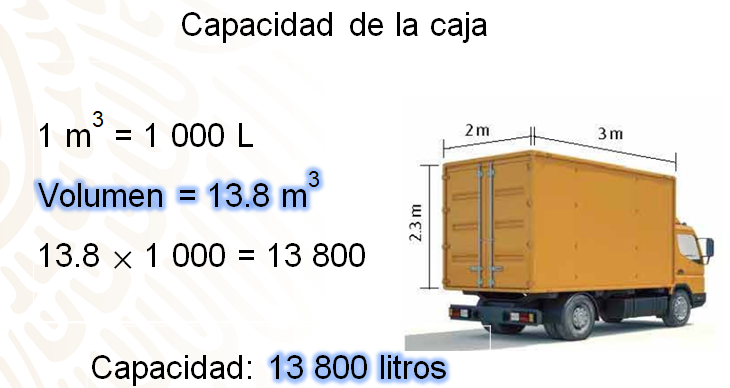 Capacidad de la caja
1 m³ = 1 000 L
Volumen = 13.8 m³
13.8 × 1 000 = 13 800
Capacidad: 13 800 litros
2 m
3 m
2.3 m